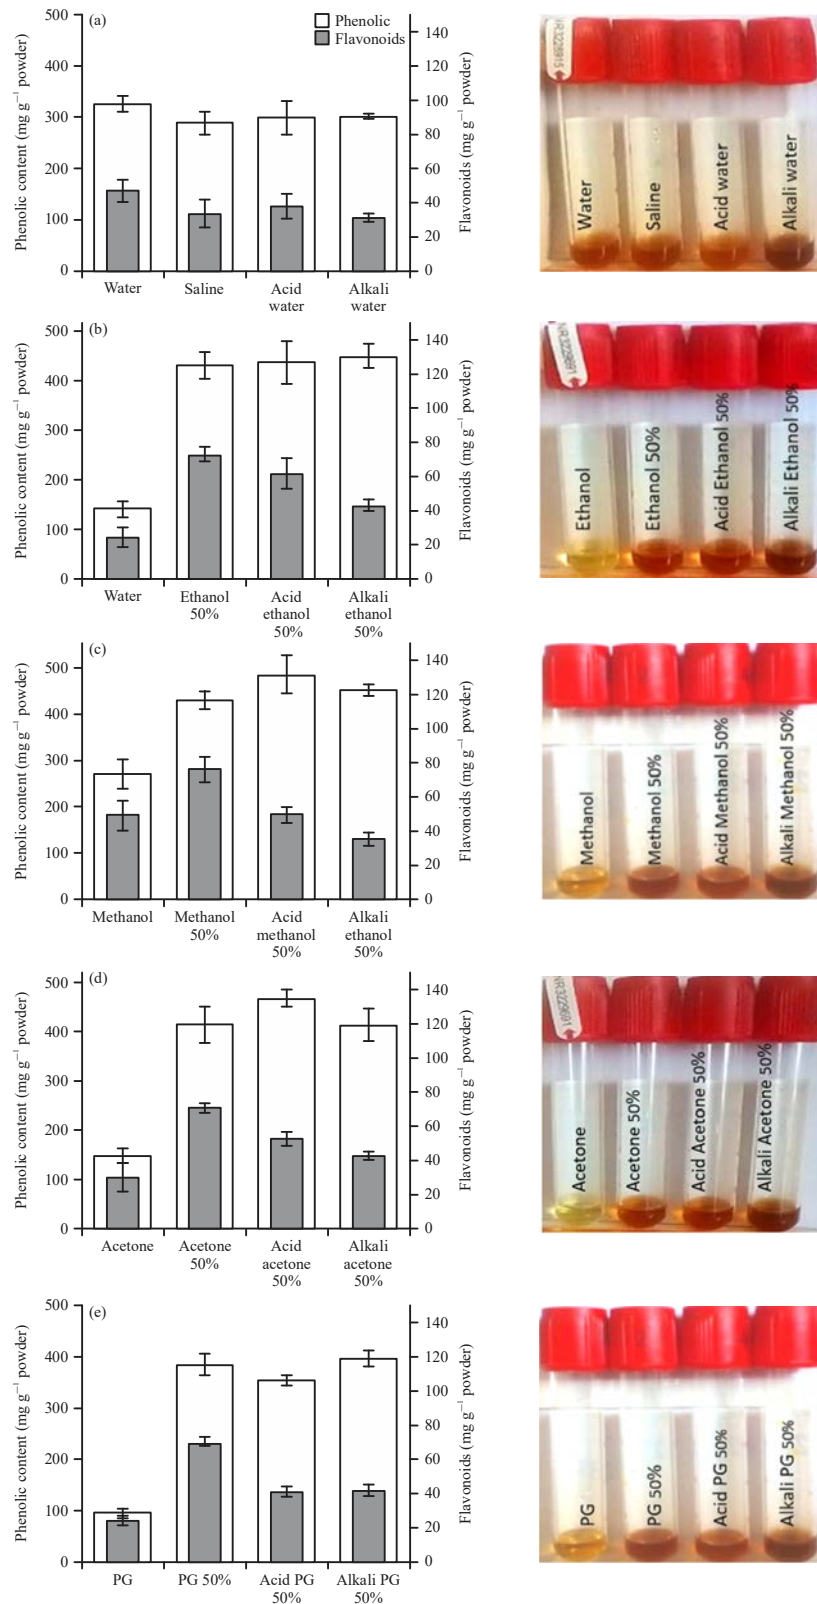 (a)
Phenolic
Flavonoids
Phenolic content (mg g⁻¹ powder)
500
400
300
200
100
0
Flavonoids (mg g⁻¹ powder)
140
120
100
80
60
40
20
0
Water
Saline
Acid
water
Alkali
water
Water
Saline
Acid water
Alkali water
(b)
Phenolic content (mg g⁻¹ powder)
500
400
300
200
100
0
Flavonoids (mg g⁻¹ powder)
140
120
100
80
60
40
20
0
Water
Ethanol
50%
Acid
ethanol
50%
Alkali
ethanol
50%
Ethanol
Ethanol 50%
Acid Ethanol 50%
Alkali Ethanol 50%
(c)
Phenolic content (mg g⁻¹ powder)
500
400
300
200
100
0
Flavonoids (mg g⁻¹ powder)
140
120
100
80
60
40
20
0
Methanol
Methanol
50%
Acid
methanol
50%
Alkali
ethanol
50%
Methanol
Methanol 50%
Acid Methanol 50%
Alkali Methanol 50%
(d)
Phenolic content (mg g⁻¹ powder)
500
400
300
200
100
0
Flavonoids (mg g⁻¹ powder)
140
120
100
80
60
40
20
0
Acetone
Acetone
50%
Acid
acetone
50%
Alkali
acetone
50%
Acetone
Acetone 50%
Acid Acetone 50%
Alkali Acetone 50%
(e)
Phenolic content (mg g⁻¹ powder)
500
400
300
200
100
0
Flavonoids (mg g⁻¹ powder)
140
120
100
80
60
40
20
0
PG
PG 50%
Acid PG
50%
Alkali PG
50%
PG
PG 50%
Acid PG 50%
Alkali PG 50%